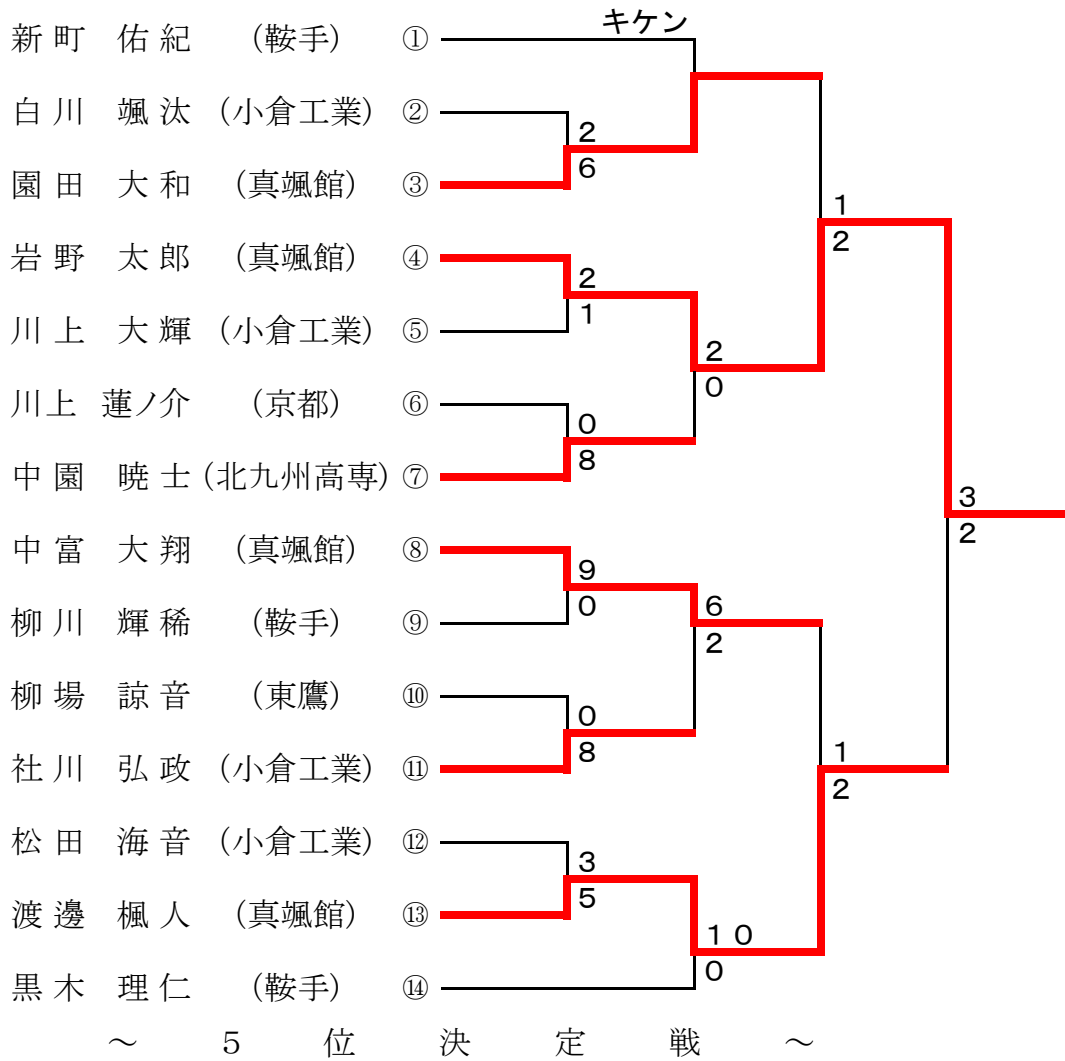 キケン
新町 佑紀 (鞍手) ①
白川 颯汰 (小倉工業) ②
2
6
園田 大和 (真颯館) ③
1
2
岩野 太郎 (真颯館) ④
2
1
川上 大輝 (小倉工業) ⑤
2
0
川上 蓮ノ介 (京都) ⑥
0
8
中園 暁士 (北九州高専) ⑦
3
2
中富 大翔 (真颯館) ⑧
9
0
柳川 輝稀 (鞍手) ⑨
6
2
柳場 諒音 (東鷹) ⑩
0
8
社川 弘政 (小倉工業) ⑪
1
2
松田 海音 (小倉工業) ⑫
3
5
渡邊 楓人 (真颯館) ⑬
10
0
黒木 理仁 (鞍手) ⑭
～ 5 位 決 定 戦 ～